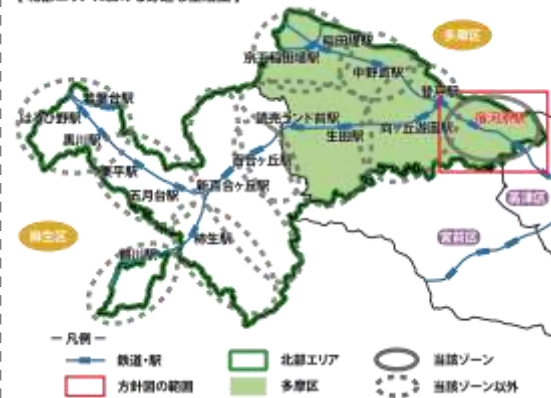 多摩区
稲田堤駅
京王稲田堤駅
中野島駅
登戸駅
宿河原駅
若葉台駅
はるひ野駅
読売ランド前駅
向ヶ丘遊園駅
生田駅
黒川駅
百合ヶ丘駅
栗平駅
新百合ヶ丘駅
五月台駅
高津区
麻生区
柿生駅
宮前区
鶴川駅
－ 凡例 －
鉄道・駅
北部エリア
当該ゾーン
方針図の範囲
多摩区
当該ゾーン以外